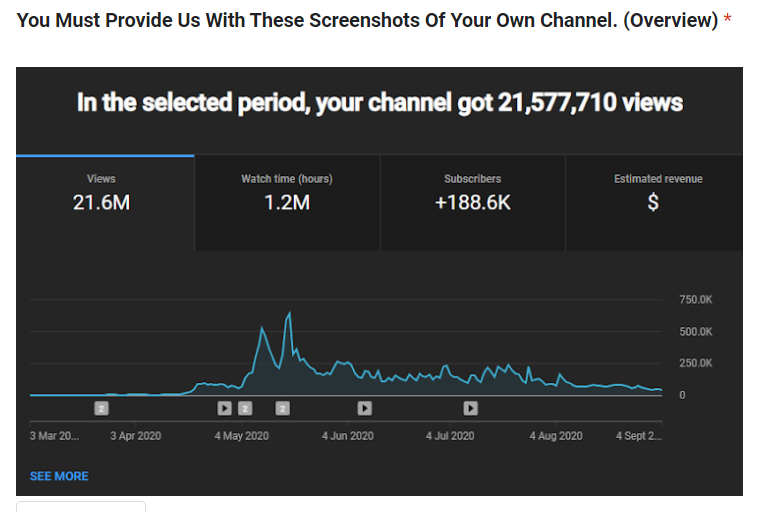 You Must Provide Us With These Screenshots Of Your Own Channel. (Overview) *
In the selected period, your channel got 21,577,710 views
Views
21.6M
Watch time (hours)
1.2M
Subscribers
+188.6K
Estimated revenue
$
750.0K
500.0K
250.0K
0
2
2
2
3 Mar 20... 3 Apr 2020 4 May 2020 4 Jun 2020 4 Jul 2020 4 Aug 2020 4 Sept 2...
SEE MORE